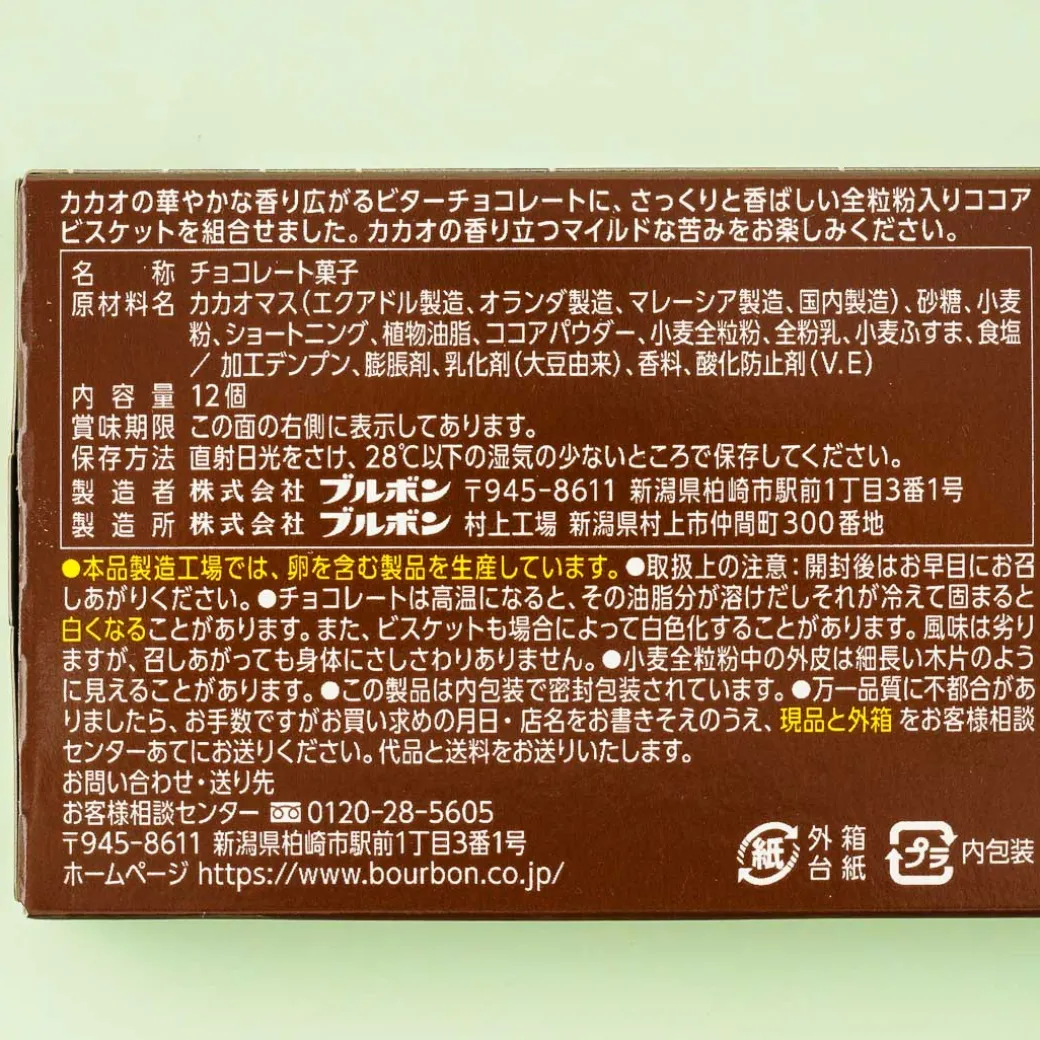 カカオの華やかな香り広がるビターチョコレートに、さっくりと香ばしい全粒粉入りココア
ビスケットを組合せました。カカオの香り立つマイルドな苦みをお楽しみください。
名称 チョコレート菓子
原材料名 カカオマス（エクアドル製造、オランダ製造、マレーシア製造、国内製造）、砂糖、小麦
粉、ショートニング、植物油脂、ココアパウダー、小麦全粒粉、全粉乳、小麦ふすま、食塩
／加工デンプン、膨脹剤、乳化剤（大豆由来）、香料、酸化防止剤（V.E）
内容量 12個
賞味期限 この面の右側に表示してあります。
保存方法 直射日光をさけ、28℃以下の湿気の少ないところで保存してください。
製造者 株式会社 ブルボン 〒945-8611 新潟県柏崎市駅前1丁目3番1号
製造所 株式会社 ブルボン 村上工場 新潟県村上市仲間町300番地
●本品製造工場では、卵を含む製品を生産しています。●取扱上の注意：開封後はお早目にお召
しあがりください。●チョコレートは高温になると、その油脂分が溶けだしそれが冷えて固まると
白くなることがあります。また、ビスケットも場合によって白色化することがあります。風味は劣り
ますが、召しあがっても身体にさしさわりありません。●小麦全粒粉中の外皮は細長い木片のよう
に見えることがあります。●この製品は内包装で密封包装されています。●万一品質に不都合があ
りましたら、お手数ですがお買い求めの月日・店名をお書きそえのうえ、現品と外箱をお客様相談
センターあてにお送りください。代品と送料をお送りいたします。
お問い合わせ・送り先
お客様相談センター 0120-28-5605
〒945-8611 新潟県柏崎市駅前1丁目3番1号
ホームページ https://www.bourbon.co.jp/
紙 外箱
台紙
プラ 内包装